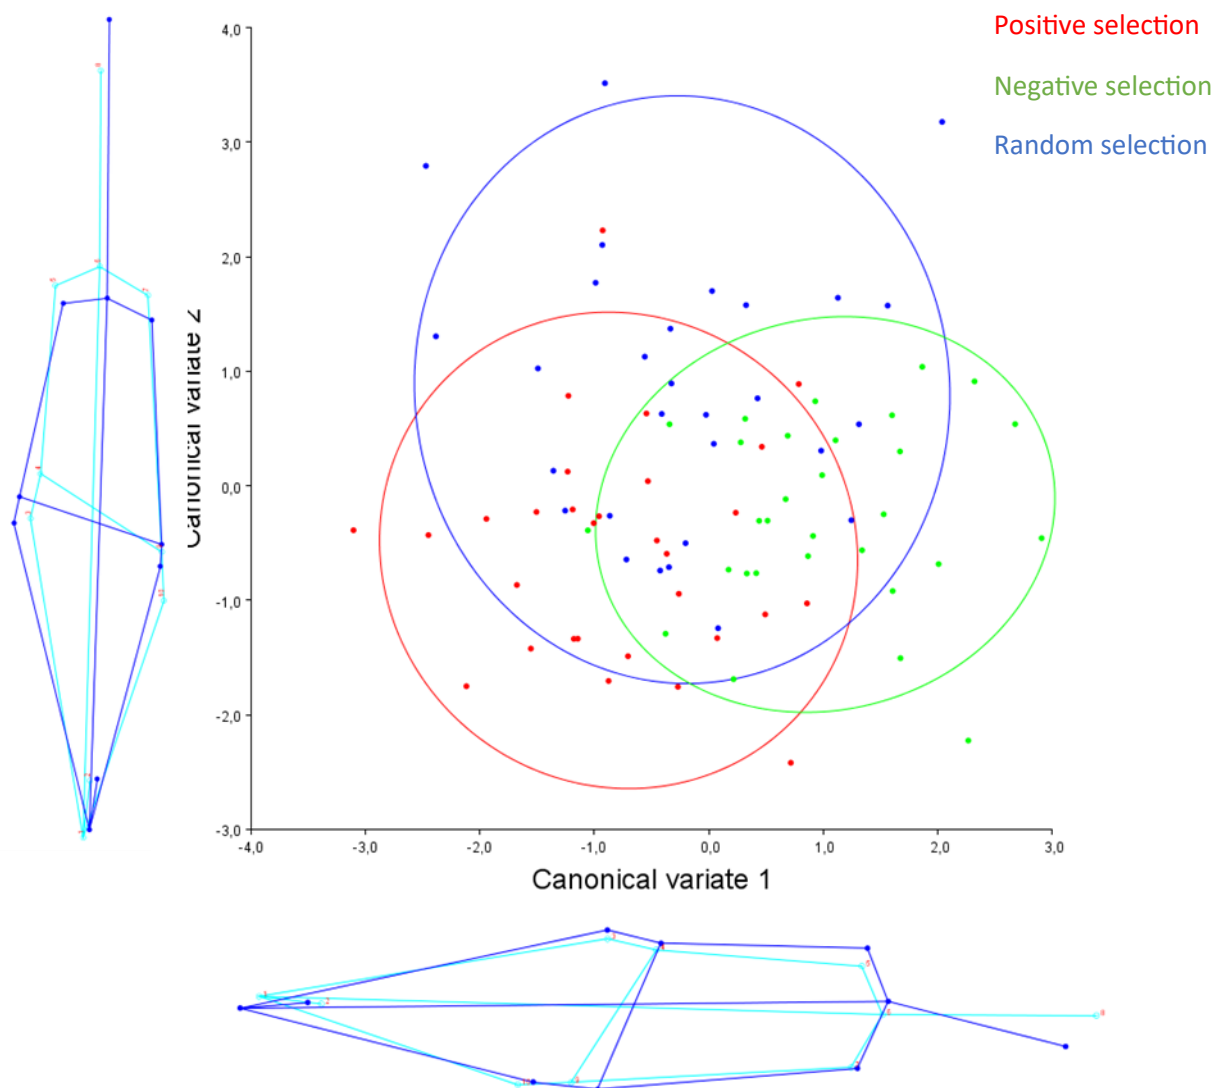 Positive selection
Negative selection
Random selection
4,0
3,0
2,0
1,0
0,0
-1,0
-2,0
-3,0
Canonical variate 2
-4,0 -3,0 -2,0 -1,0 0,0 1,0 2,0 3,0
Canonical variate 1